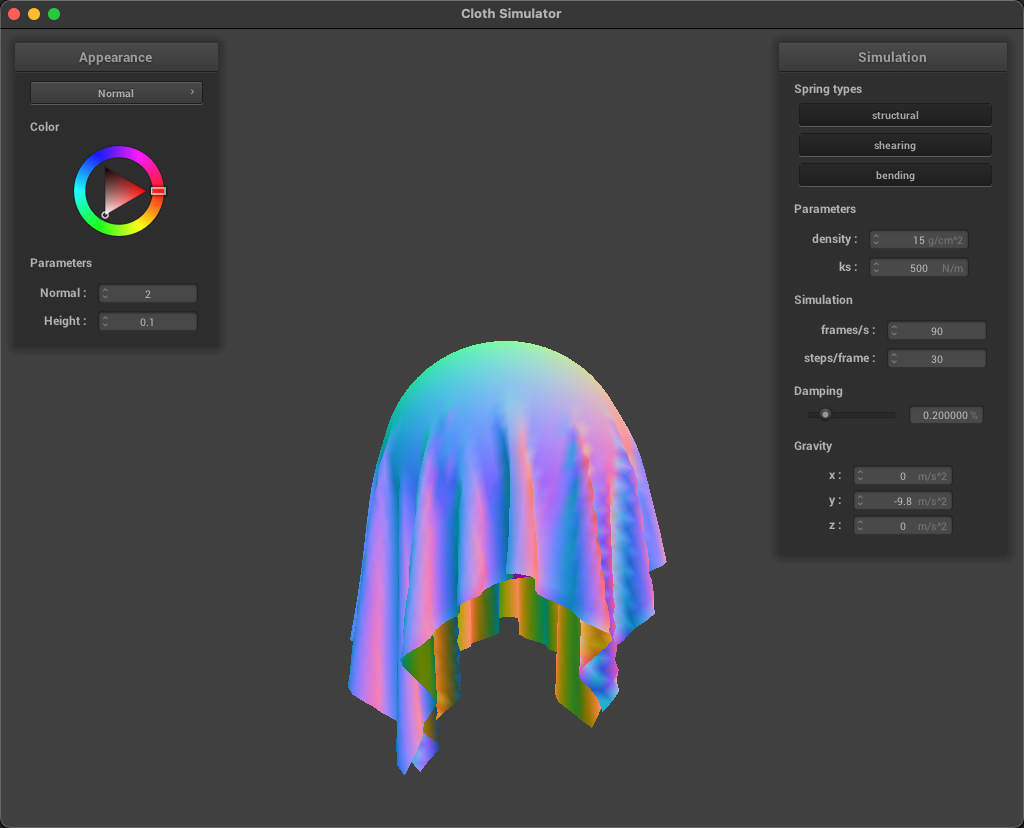 Cloth Simulator
Appearance
Normal
Color
Parameters
Normal : 2
Height : 0.1
Simulation
Spring types
structural
shearing
bending
Parameters
density : 15 g/cm^2
ks : 500 N/m
Simulation
frames/s : 90
steps/frame : 30
Damping
0.200000 %
Gravity
x : 0 m/s^2
y : -9.8 m/s^2
z : 0 m/s^2